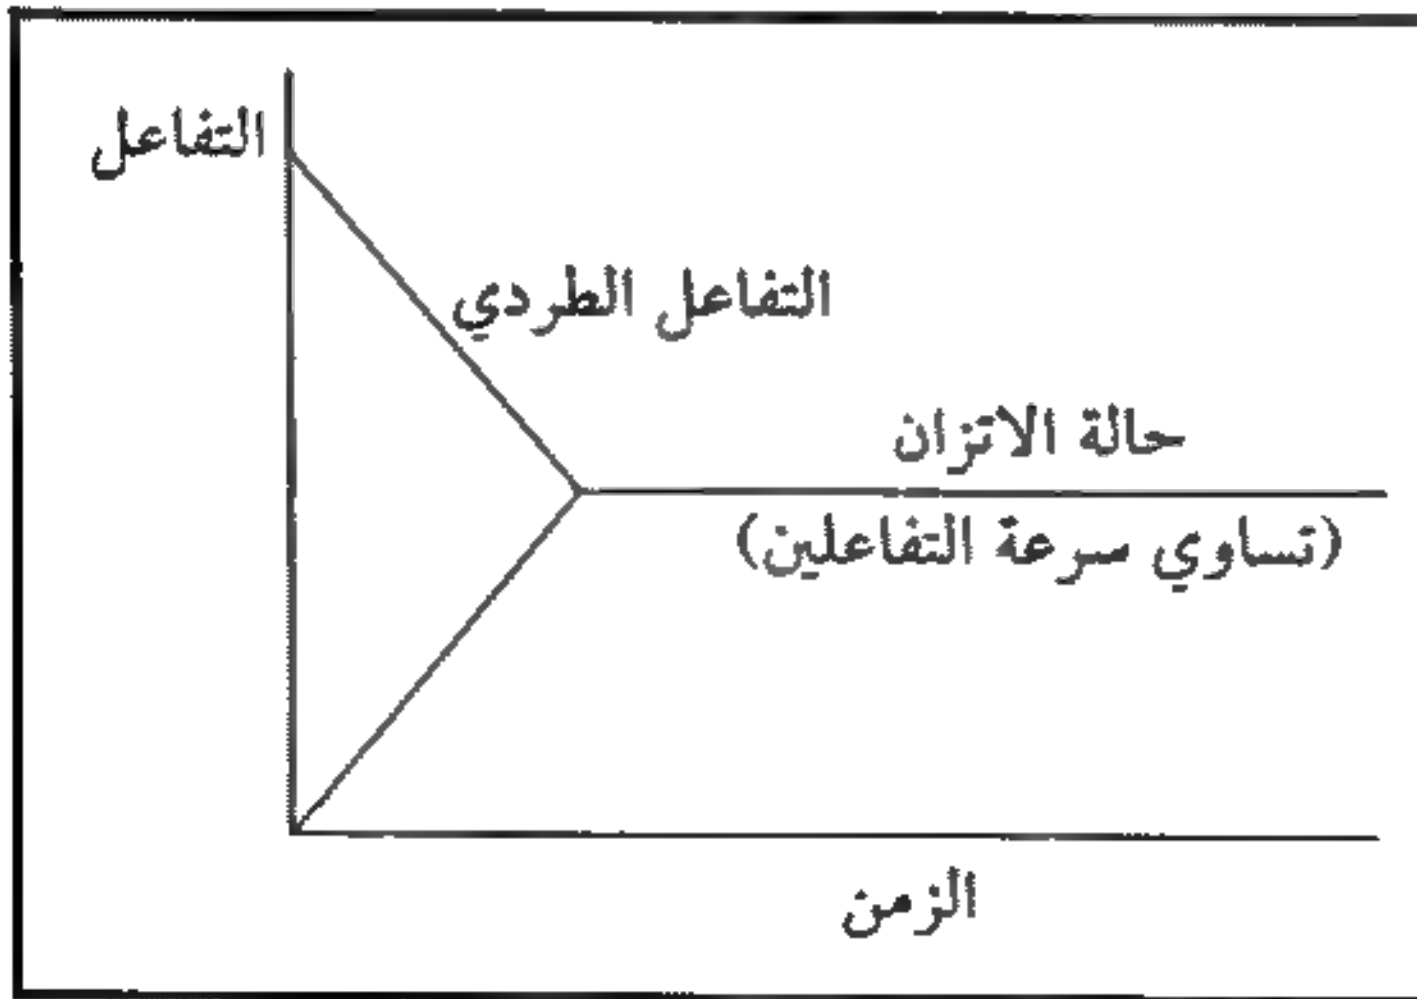 التفاعل
التفاعل الطردي
حالة الاتزان
(تساوي سرعة التفاعلين)
الزمن